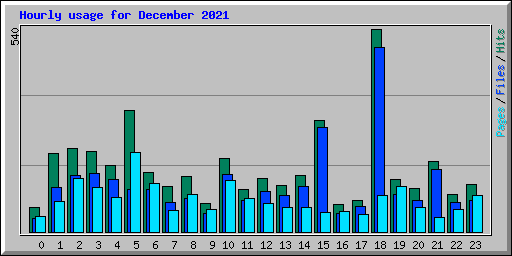 Hourly usage for December 2021
540
Pages / Files / Hits
0 1 2 3 4 5 6 7 8 9 10 11 12 13 14 15 16 17 18 19 20 21 22 23